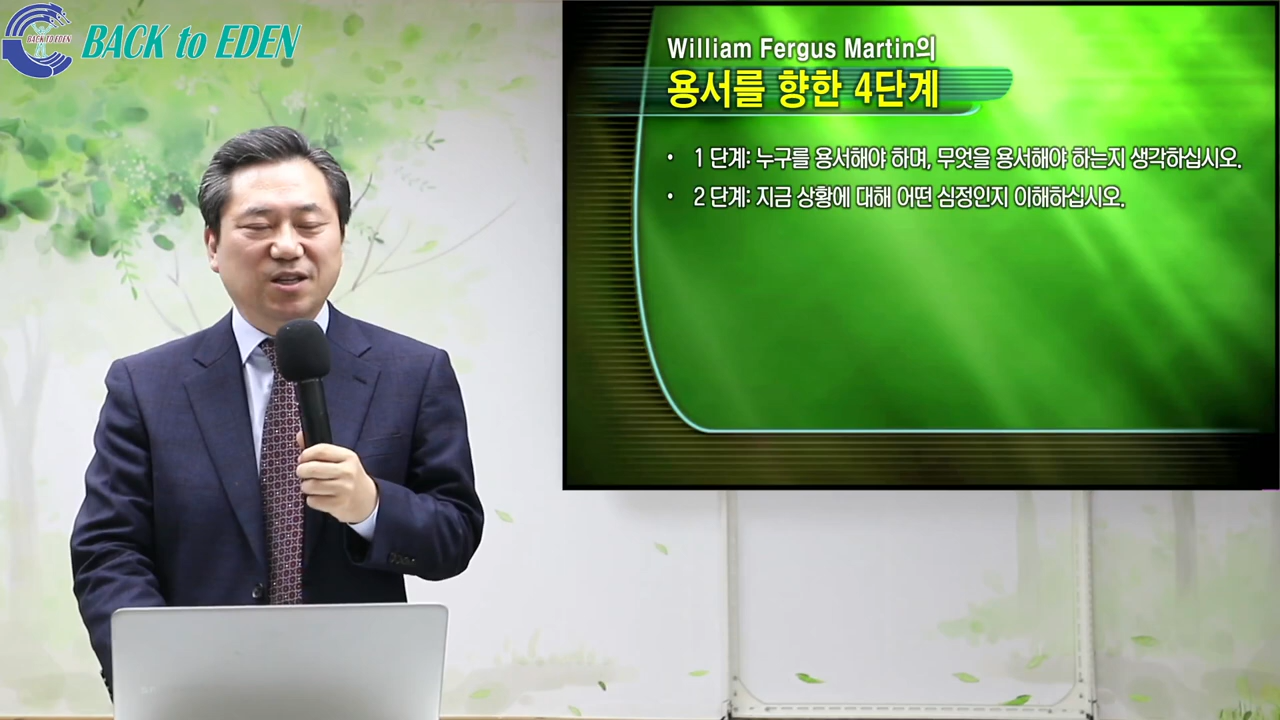 BACK TO EDEN
BACK to EDEN
William Fergus Martin의
용서를 향한 4단계
• 1 단계: 누구를 용서해야 하며, 무엇을 용서해야 하는지 생각하십시오.
• 2 단계: 지금 상황에 대해 어떤 심정인지 이해하십시오.